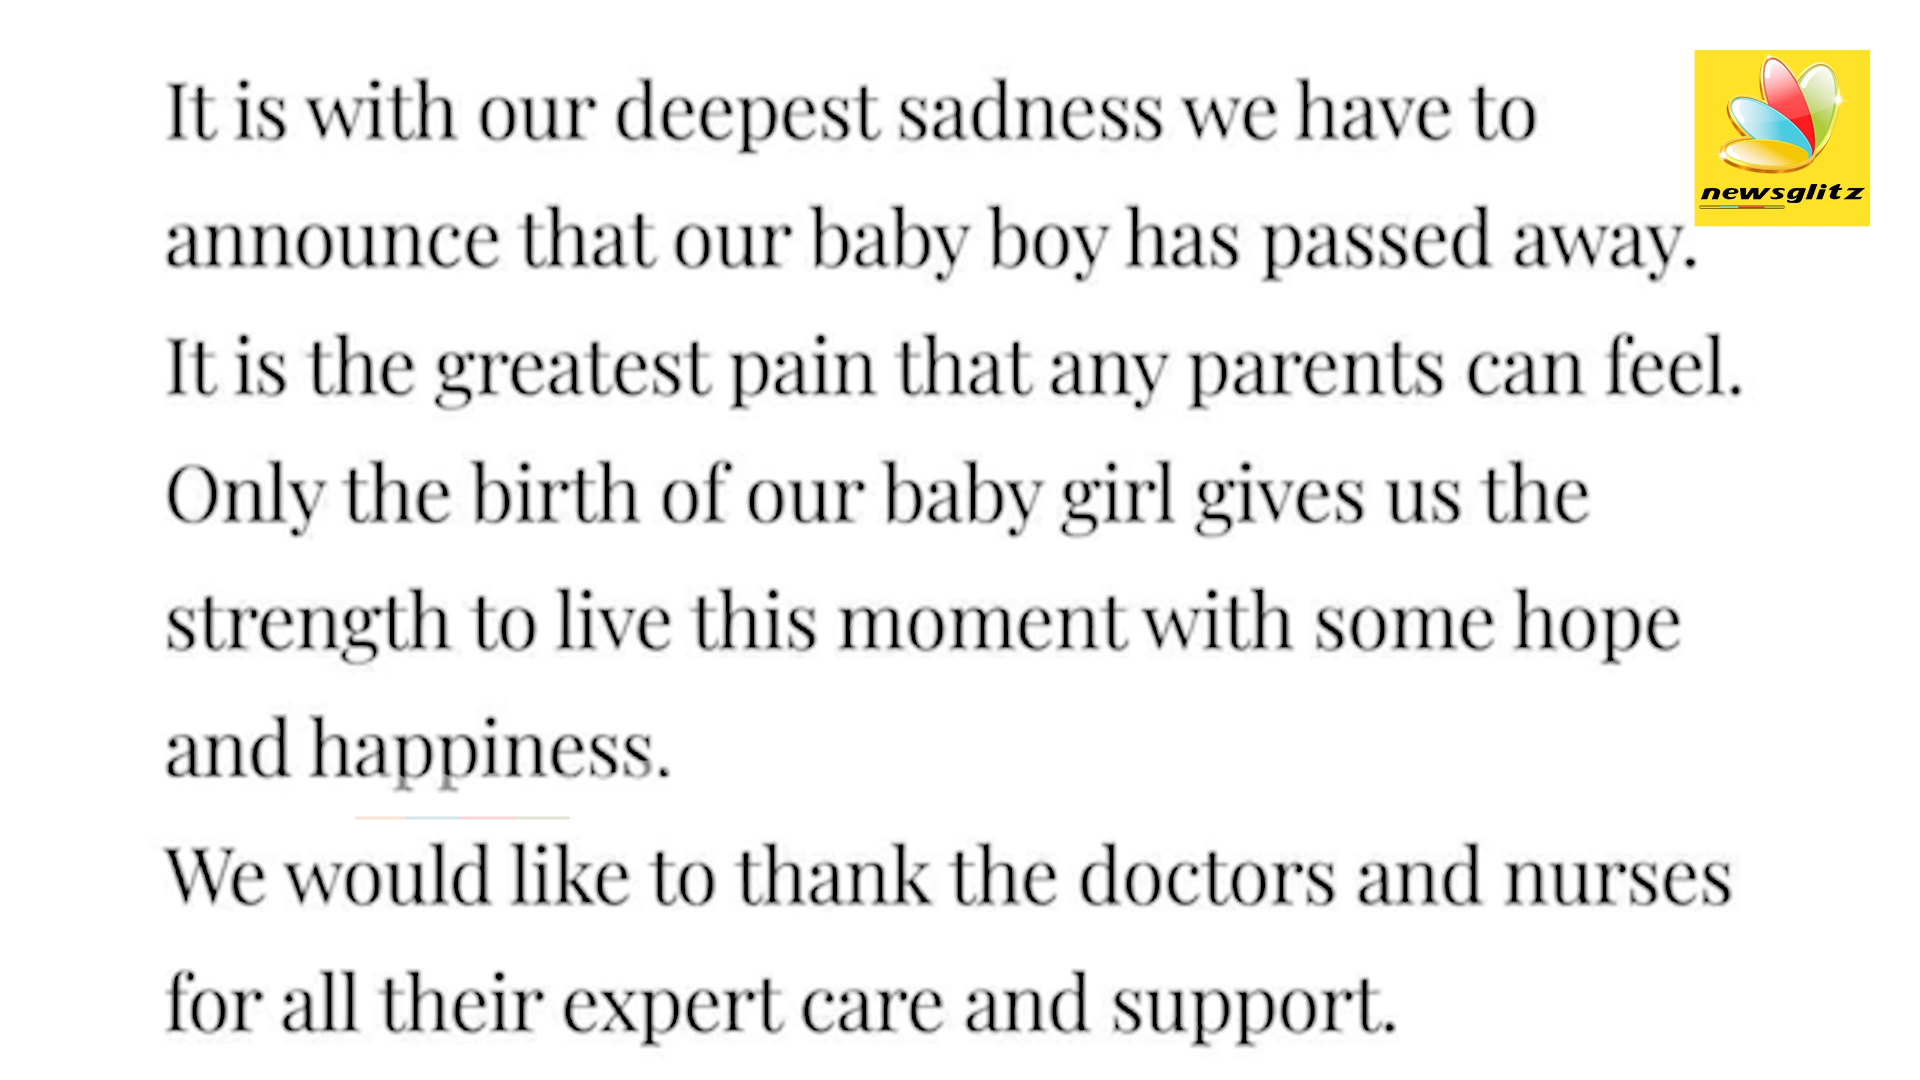 It is with our deepest sadness we have to
newsglitz
announce that our baby boy has passed away.
It is the greatest pain that any parents can feel.
Only the birth of our baby girl gives us the
strength to live this moment with some hope
and happiness.
We would like to thank the doctors and nurses
for all their expert care and support.